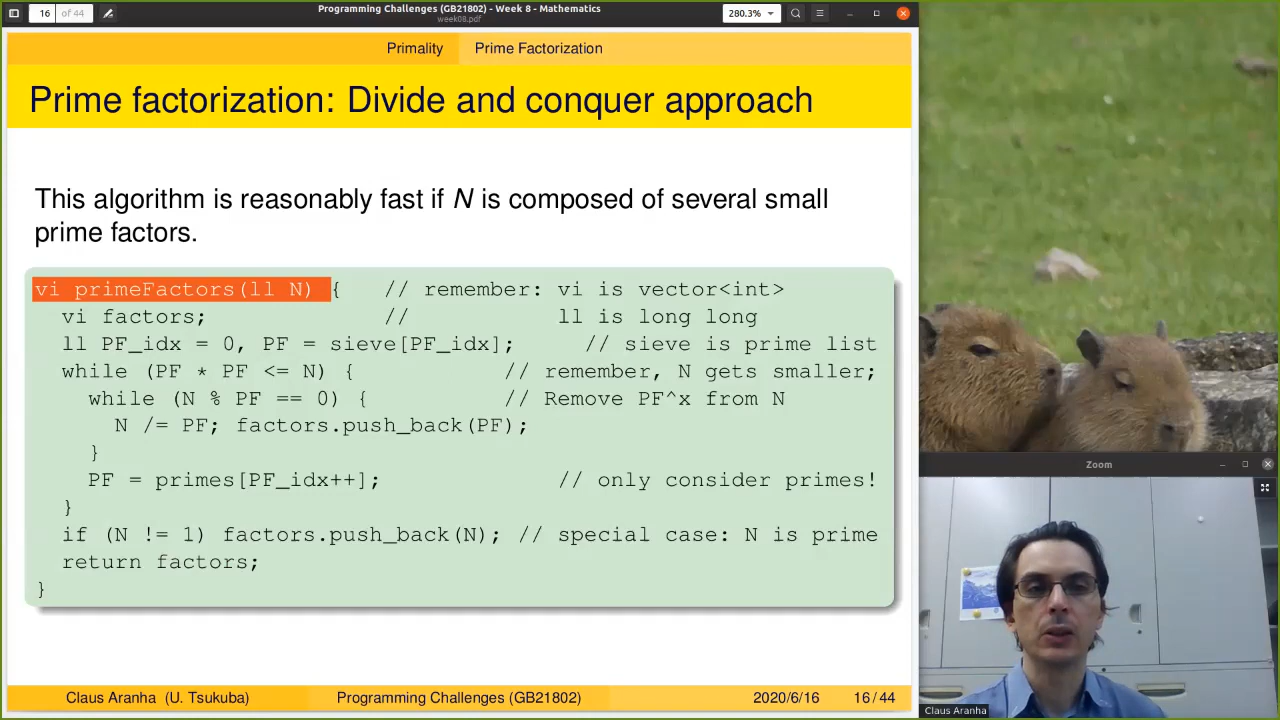 16 of 44
Programming Challenges (GB21802) - Week 8 - Mathematics
week08.pdf
280.3%
Primality Prime Factorization
Prime factorization: Divide and conquer approach
This algorithm is reasonably fast if N is composed of several small
prime factors.
vi primeFactors(ll N) { // remember: vi is vector<int>
vi factors; // ll is long long
ll PF_idx = 0, PF = sieve[PF_idx]; // sieve is prime list
while (PF * PF <= N) { // remember, N gets smaller;
while (N % PF == 0) { // Remove PF^x from N
N /= PF; factors.push_back(PF);
}
PF = primes[PF_idx++]; // only consider primes!
}
if (N != 1) factors.push_back(N); // special case: N is prime
return factors;
}
Claus Aranha (U. Tsukuba) Programming Challenges (GB21802) 2020/6/16 16 / 44
Zoom
Claus Aranha